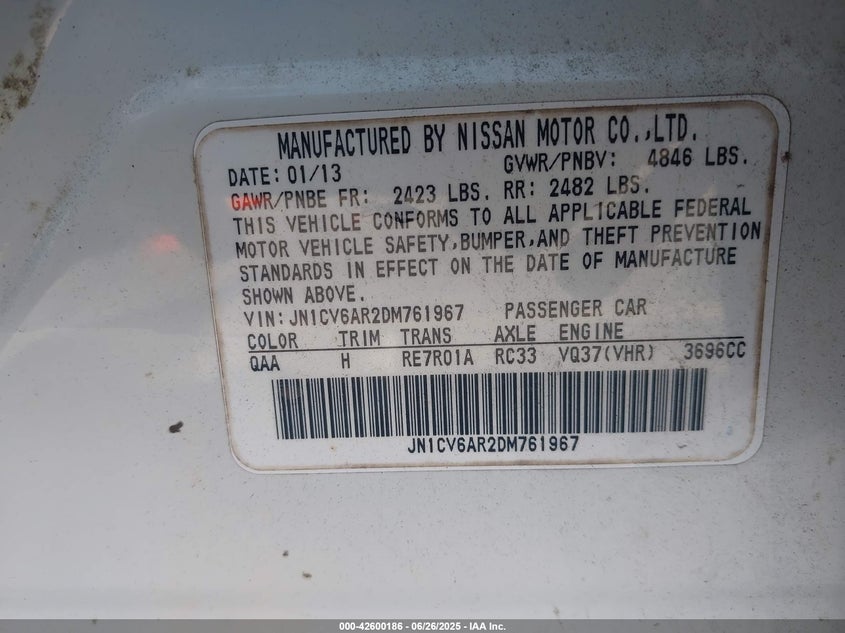 MANUFACTURED BY NISSAN MOTOR CO.,LTD.
DATE: 01/13 GVWR/PNBV: 4846 LBS.
GAWR/PNBE FR: 2423 LBS. RR: 2482 LBS.
THIS VEHICLE CONFORMS TO ALL APPLICABLE FEDERAL
MOTOR VEHICLE SAFETY,BUMPER,AND THEFT PREVENTION
STANDARDS IN EFFECT ON THE DATE OF MANUFACTURE
SHOWN ABOVE.
VIN: JN1CV6AR2DM761967 PASSENGER CAR
COLOR TRIM TRANS AXLE ENGINE
QAA H RE7R01A RC33 VQ37(VHR) 3696CC
JN1CV6AR2DM761967
000-42600186 - 06/26/2025 - IAA Inc.